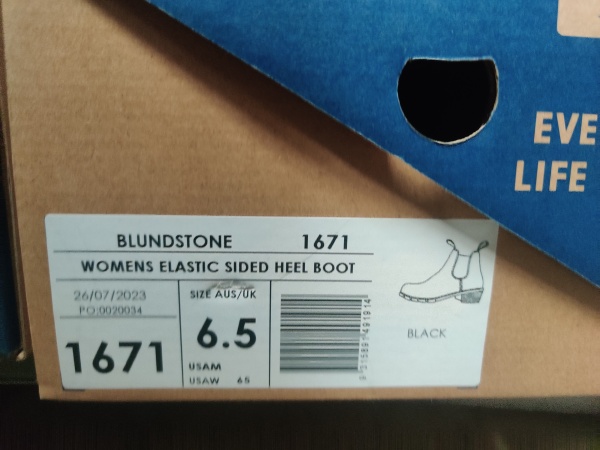 EVE
LIFE
BLUNDSTONE 1671
WOMENS ELASTIC SIDED HEEL BOOT
26/07/2023
PO:0020034
1671
SIZE AUS/UK
6.5
USAM
USAW 65
BLACK